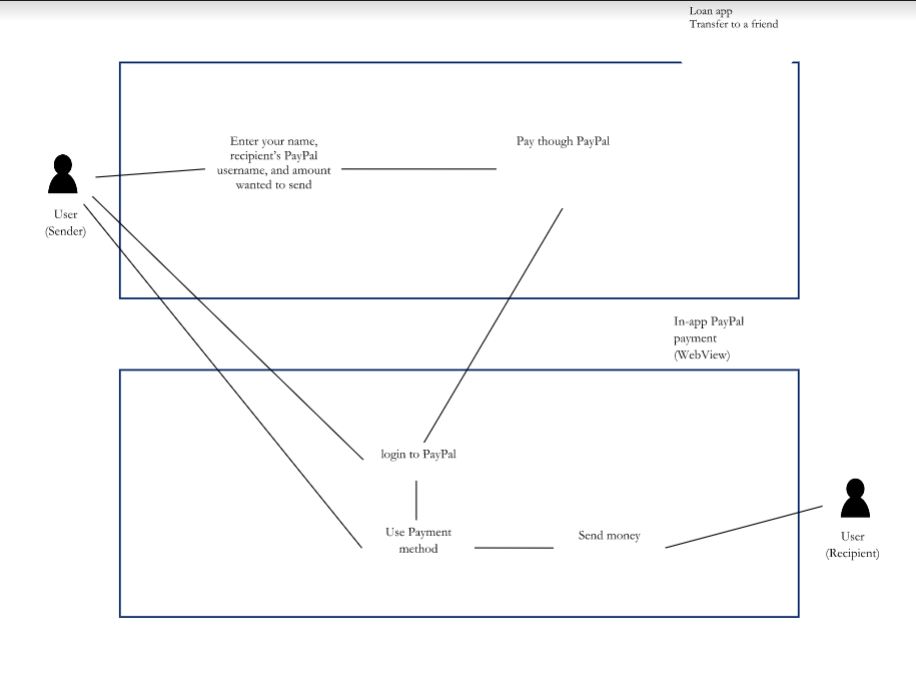 Loan app
Transfer to a friend
Enter your name,
recipient's PayPal
username, and amount
wanted to send
Pay though PayPal
User
(Sender)
In-app PayPal
payment
(WebView)
login to PayPal
Use Payment
method
Send money
User
(Recipient)